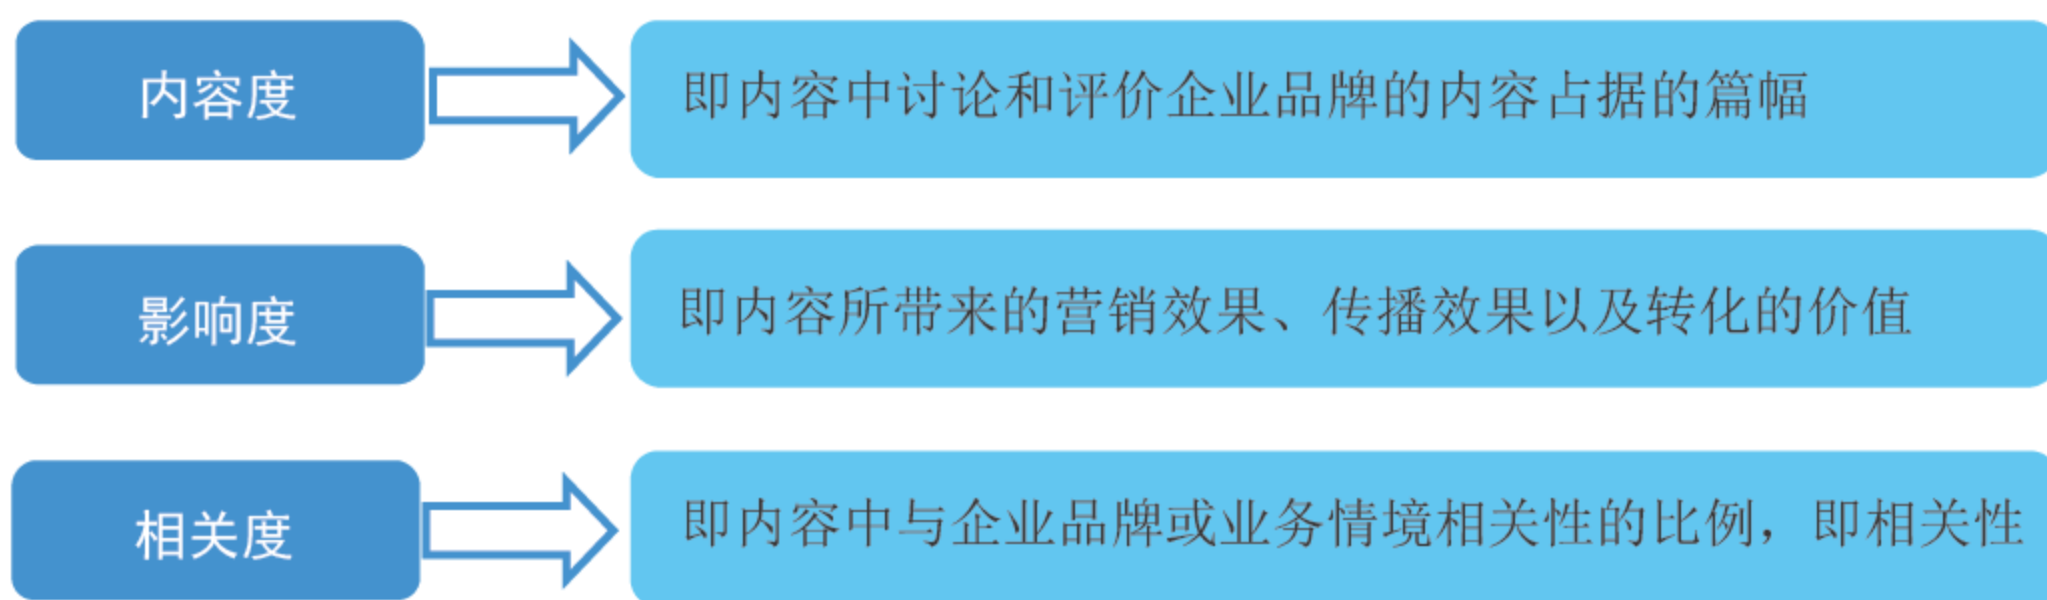 内容度
即内容中讨论和评价企业品牌的内容占据的篇幅
影响度
即内容所带来的营销效果、传播效果以及转化的价值
相关度
即内容中与企业品牌或业务情境相关性的比例，即相关性